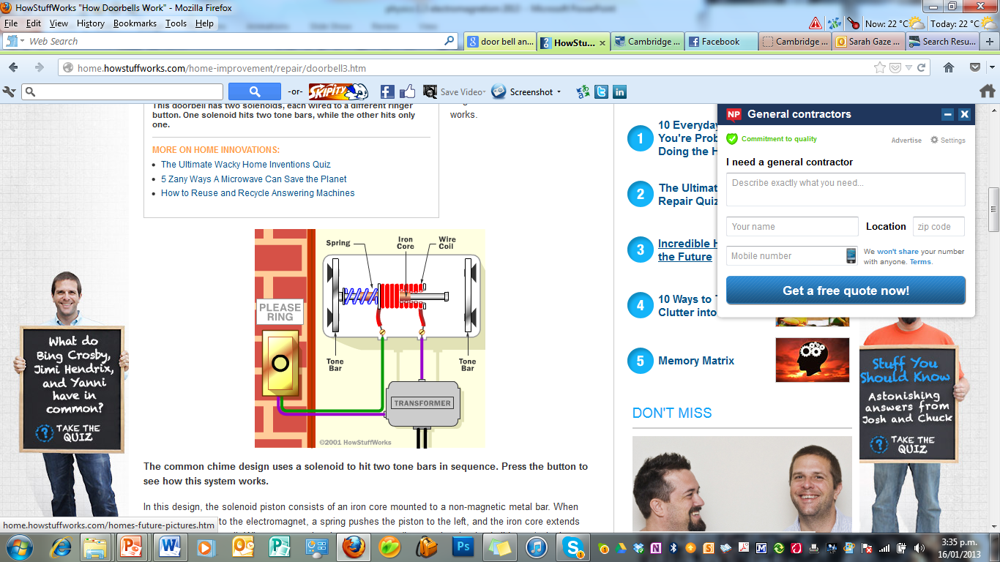 HowStuffWorks "How Doorbells Work" - Mozilla Firefox
physics 2.3 electromagnetism 2013 - Microsoft PowerPoint
File Edit View History Bookmarks Tools Help
Now: 22 °C Today: 22 °C
Web Search
door bell an...
HowStu...
Cambridge ...
Facebook
Cambridge ...
Sarah Gaze ...
Search Resu...
home.howstuffworks.com/home-improvement/repair/doorbell3.htm
-or- SKIPITY Save Video Screenshot
This doorbell has two solenoids, each wired to a different ringer
button. One solenoid hits two tone bars, while the other hits only
one.
MORE ON HOME INNOVATIONS:
The Ultimate Wacky Home Inventions Quiz
5 Zany Ways A Microwave Can Save the Planet
How to Reuse and Recycle Answering Machines
works.
Spring
Iron
Core
Wire
Coil
PLEASE
RING
Tone
Bar
Tone
Bar
TRANSFORMER
©2001 HowStuffWorks
The common chime design uses a solenoid to hit two tone bars in sequence. Press the button to
see how this system works.
In this design, the solenoid piston consists of an iron core mounted to a non-magnetic metal bar. When
to the electromagnet, a spring pushes the piston to the left, and the iron core extends
What do
Bing Crosby,
Jimi Hendrix,
and Yanni
have in
common?
? TAKE THE
QUIZ
1 10 Everyday
You're Prob
Doing the H
2 The Ultimat
Repair Quiz
3 Incredible H
the Future
4 10 Ways to T
Clutter into
5 Memory Matrix
DON'T MISS
NP General contractors
Commitment to quality
Advertise Settings
I need a general contractor
Describe exactly what you need...
Your name Location zip code
Mobile number
We won't share your number
with anyone. Terms.
Get a free quote now!
Stuff You
Should Know
Astonishing
answers from
Josh and Chuck
? TAKE THE
QUIZ
home.howstuffworks.com/homes-future-pictures.htm
3:35 p.m.
16/01/2013